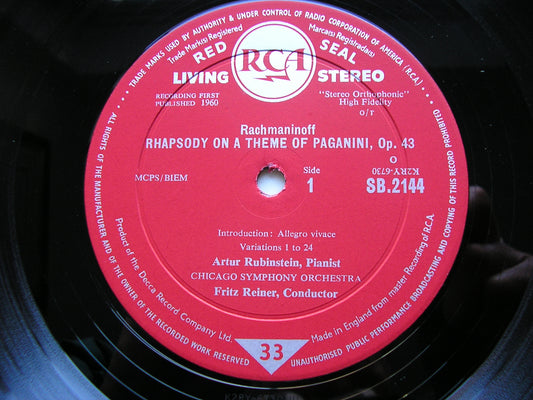 TRADE MARKS USED BY AUTHORITY & UNDER CONTROL OF RADIO CORPORATION OF AMERICA (R.C.A.)
Trade Mark(s) Registered
Marca(s) Registrada(s)
RED SEAL
RCA
LIVING STEREO
RECORDING FIRST
PUBLISHED 1960
"Stereo Orthophonic"
High Fidelity
o/r
Rachmaninoff
RHAPSODY ON A THEME OF PAGANINI, Op. 43
O
K2RY-6730
MCPS/BIEM
Side
1
SB.2144
Introduction: Allegro vivace
Variations 1 to 24
Artur Rubinstein, Pianist
CHICAGO SYMPHONY ORCHESTRA
Fritz Reiner, Conductor
Product of the Decca Record Company Ltd.
Made in England from master Recording of R.C.A.
33
ALL RIGHTS OF THE MANUFACTURER AND OF THE OWNER OF THE RECORDED WORK RESERVED
UNAUTHORISED PUBLIC PERFORMANCE BROADCASTING AND COPYING OF THIS RECORD PROHIBITED.